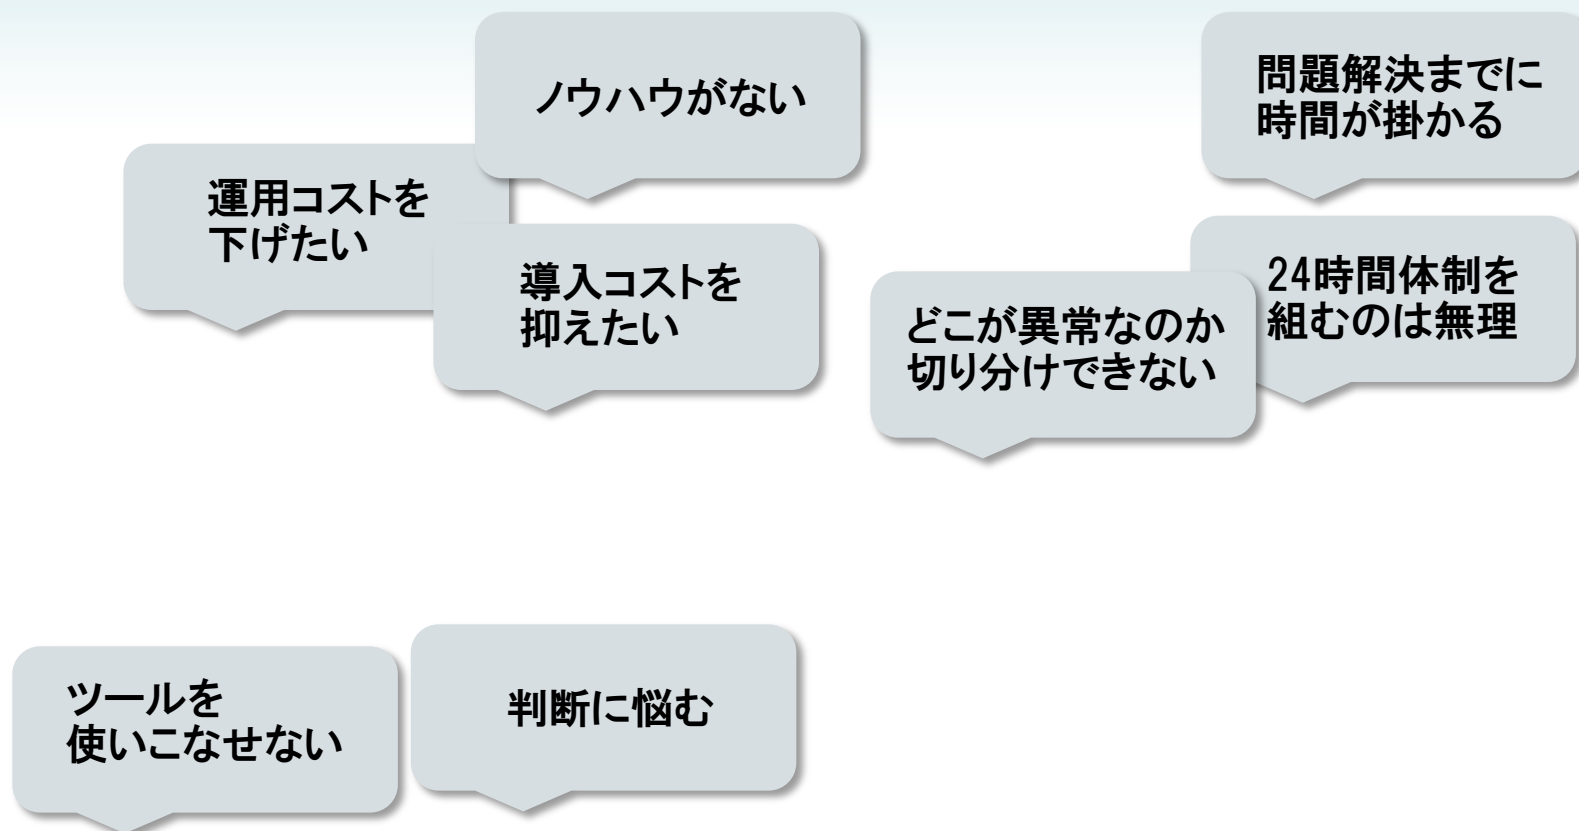 ノウハウがない
問題解決までに
時間が掛かる
運用コストを
下げたい
導入コストを
抑えたい
どこが異常なのか
切り分けできない
24時間体制を
組むのは無理
ツールを
使いこなせない
判断に悩む